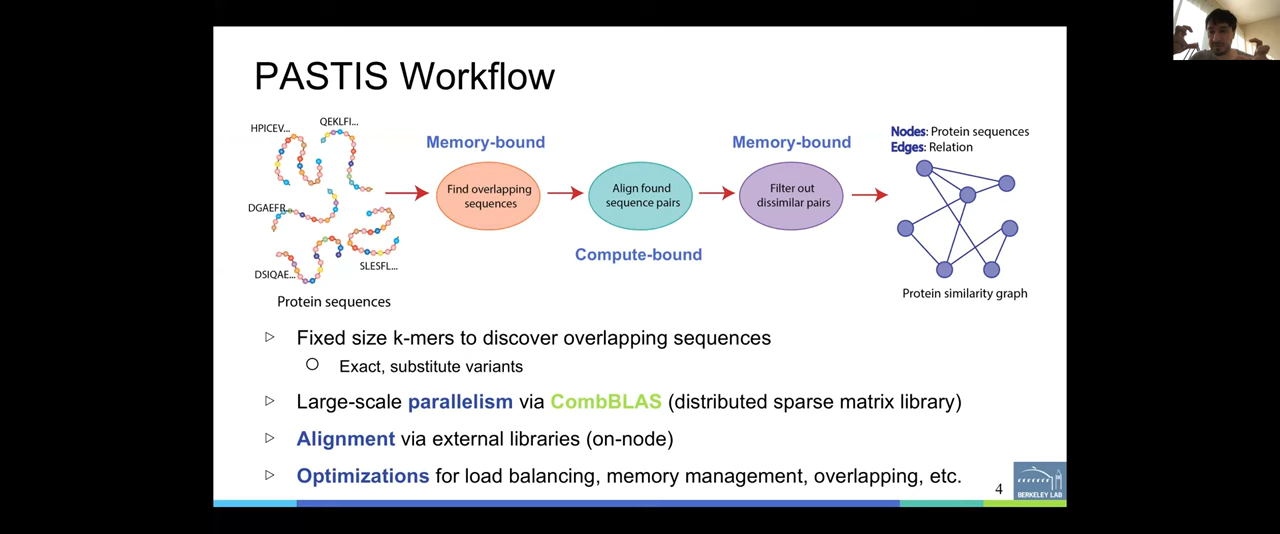 PASTIS Workflow
HPICEV...
QEKLFI...
DGAEFR...
DSIQAE...
SLESFL...
Protein sequences
Memory-bound
Find overlapping
sequences
Align found
sequence pairs
Compute-bound
Memory-bound
Filter out
dissimilar pairs
Nodes: Protein sequences
Edges: Relation
Protein similarity graph
Fixed size k-mers to discover overlapping sequences
Exact, substitute variants
Large-scale parallelism via CombBLAS (distributed sparse matrix library)
Alignment via external libraries (on-node)
Optimizations for load balancing, memory management, overlapping, etc.
4
BERKELEY LAB